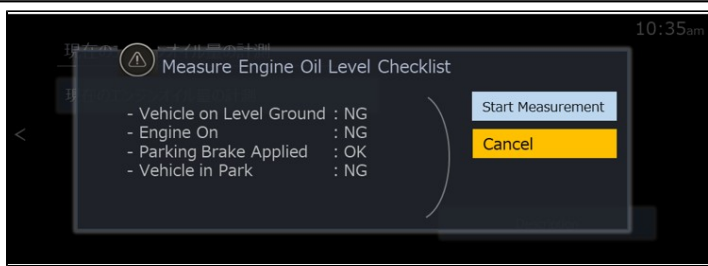 10:35am
Measure Engine Oil Level Checklist
- Vehicle on Level Ground : NG
- Engine On : NG
- Parking Brake Applied : OK
- Vehicle in Park : NG
Start Measurement
Cancel
<